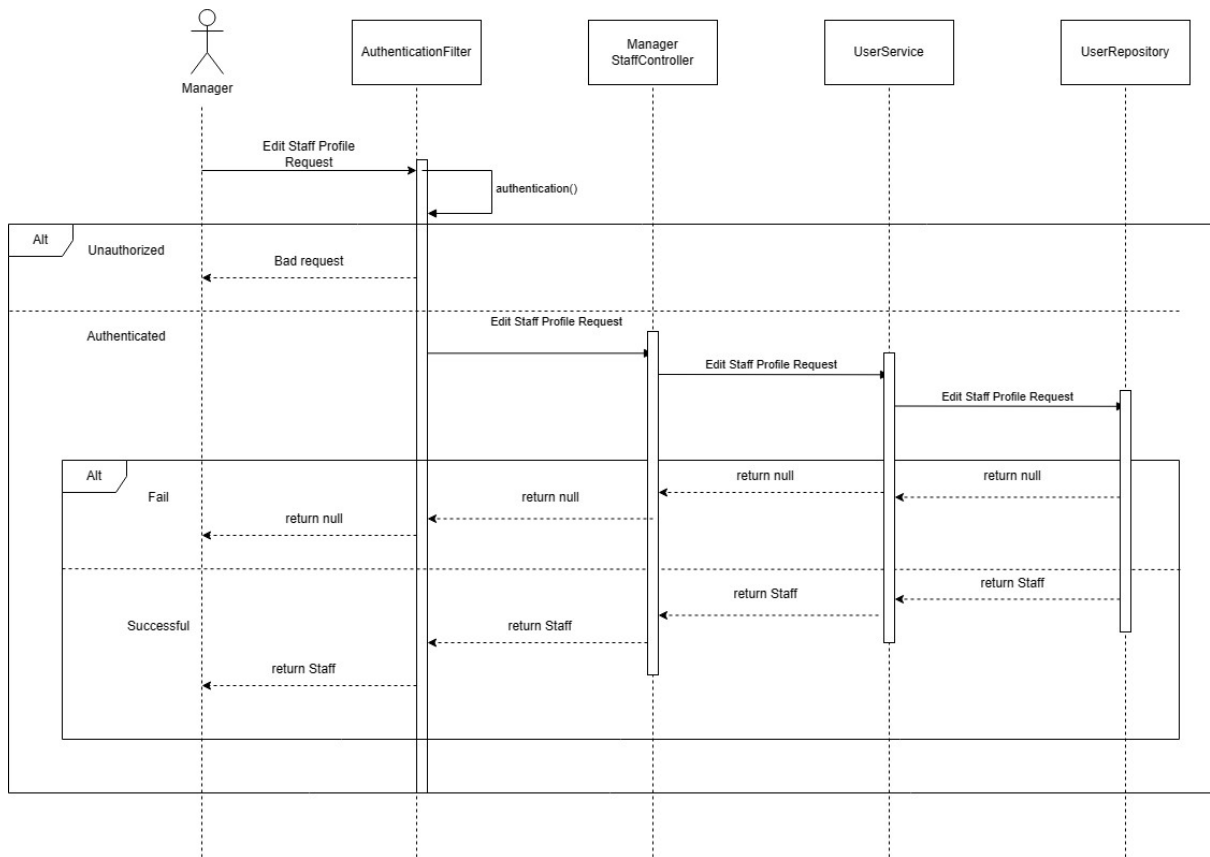 Manager
AuthenticationFilter
Manager
StaffController
UserService
UserRepository
Edit Staff Profile
Request
authentication()
Alt
Unauthorized
Bad request
Authenticated
Edit Staff Profile Request
Edit Staff Profile Request
Edit Staff Profile Request
Alt
Fail
return null
return null
return null
return null
Successful
return Staff
return Staff
return Staff
return Staff